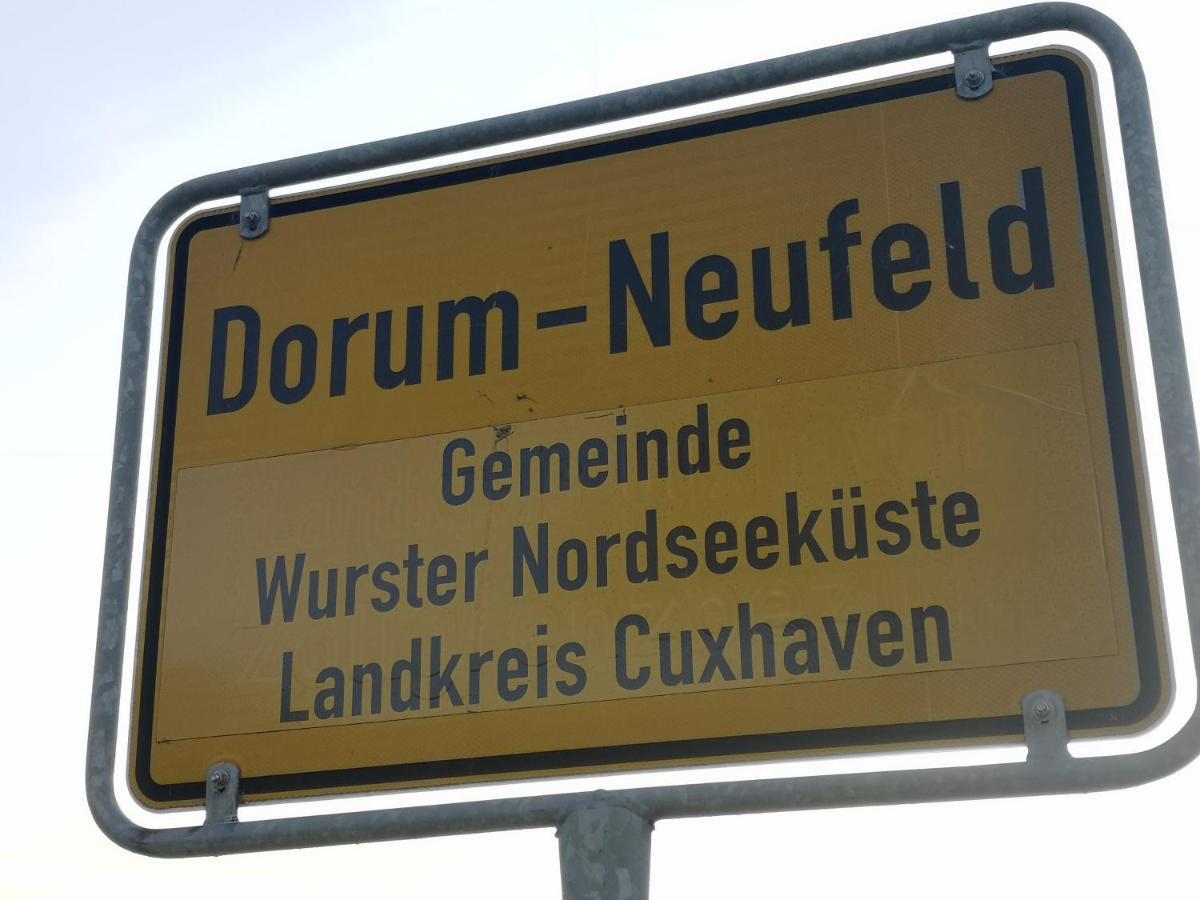 Dorum-Neufeld
Gemeinde
Wurster Nordseeküste
Landkreis Cuxhaven